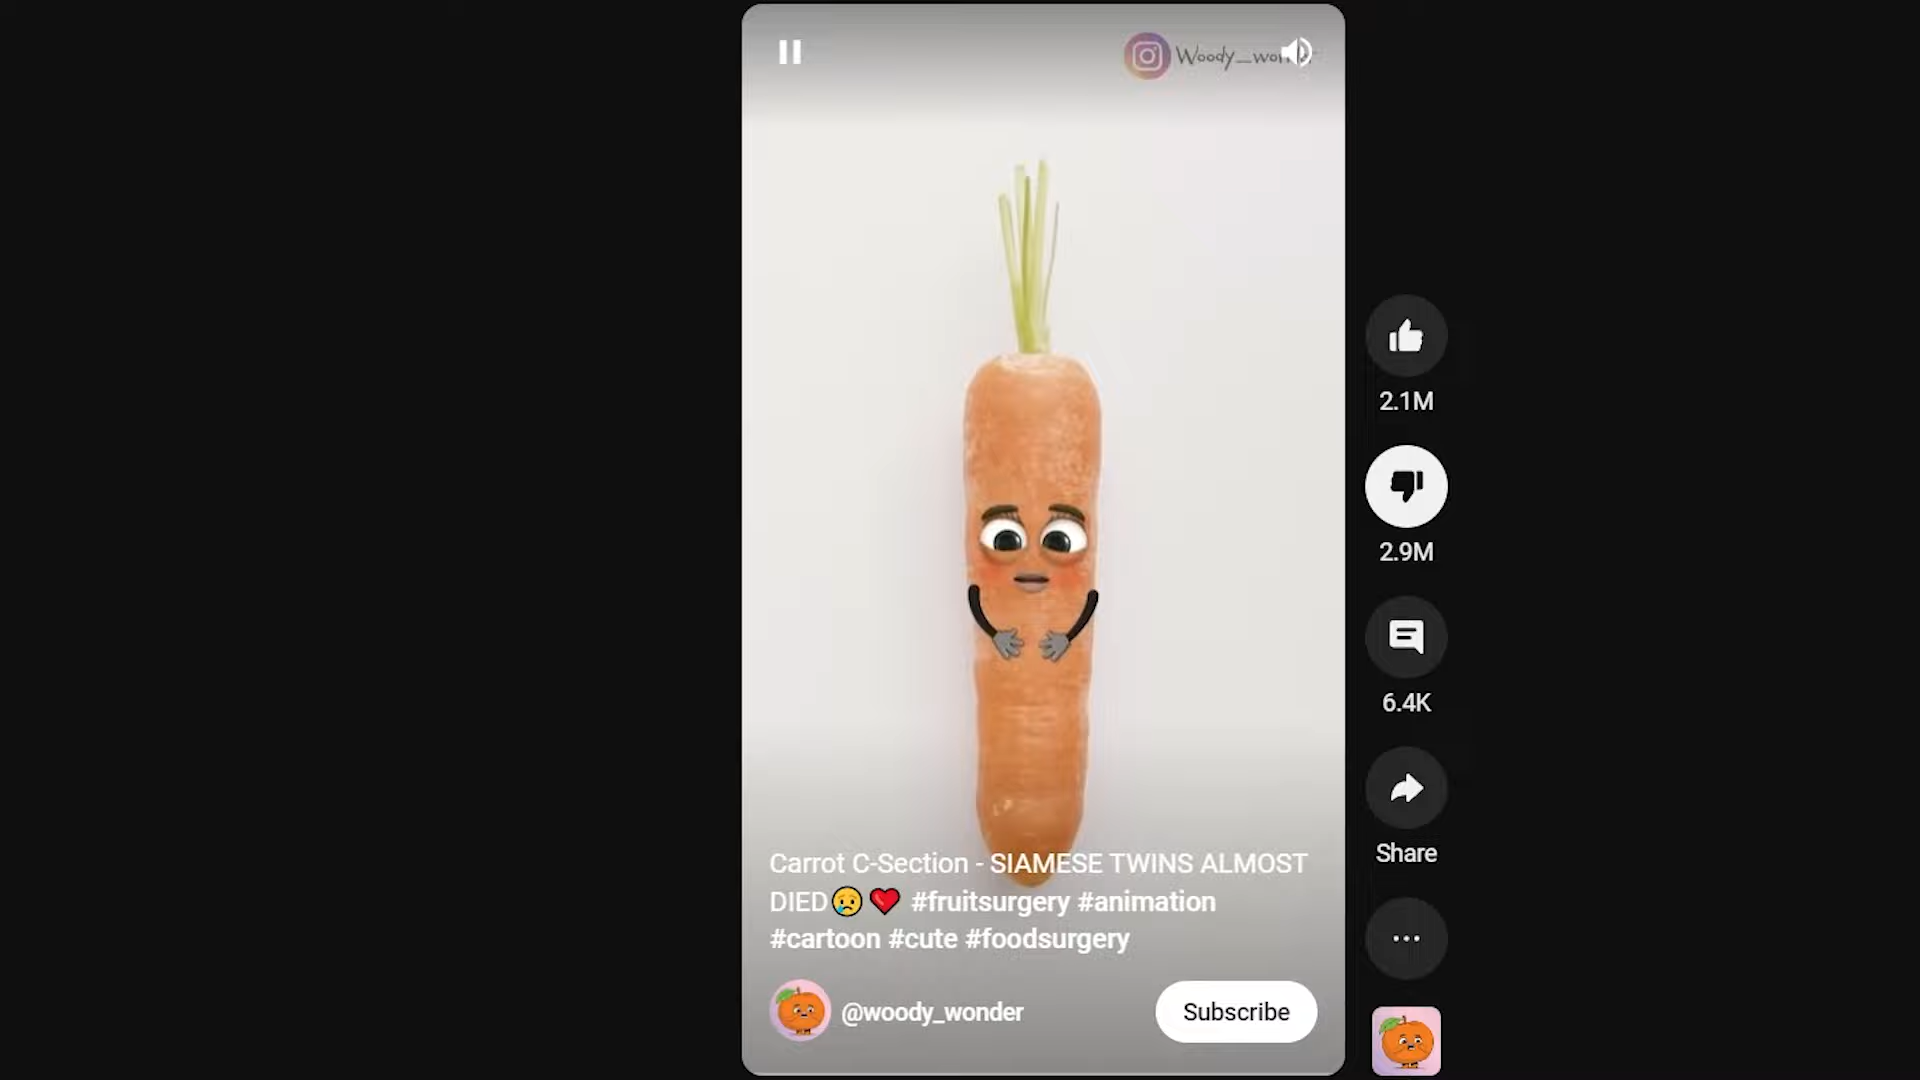 Woody_wonder
2.1M
2.9M
6.4K
Share
Carrot C-Section - SIAMESE TWINS ALMOST
DIED😢❤️ #fruitsurgery #animation
#cartoon #cute #foodsurgery
@woody_wonder
Subscribe